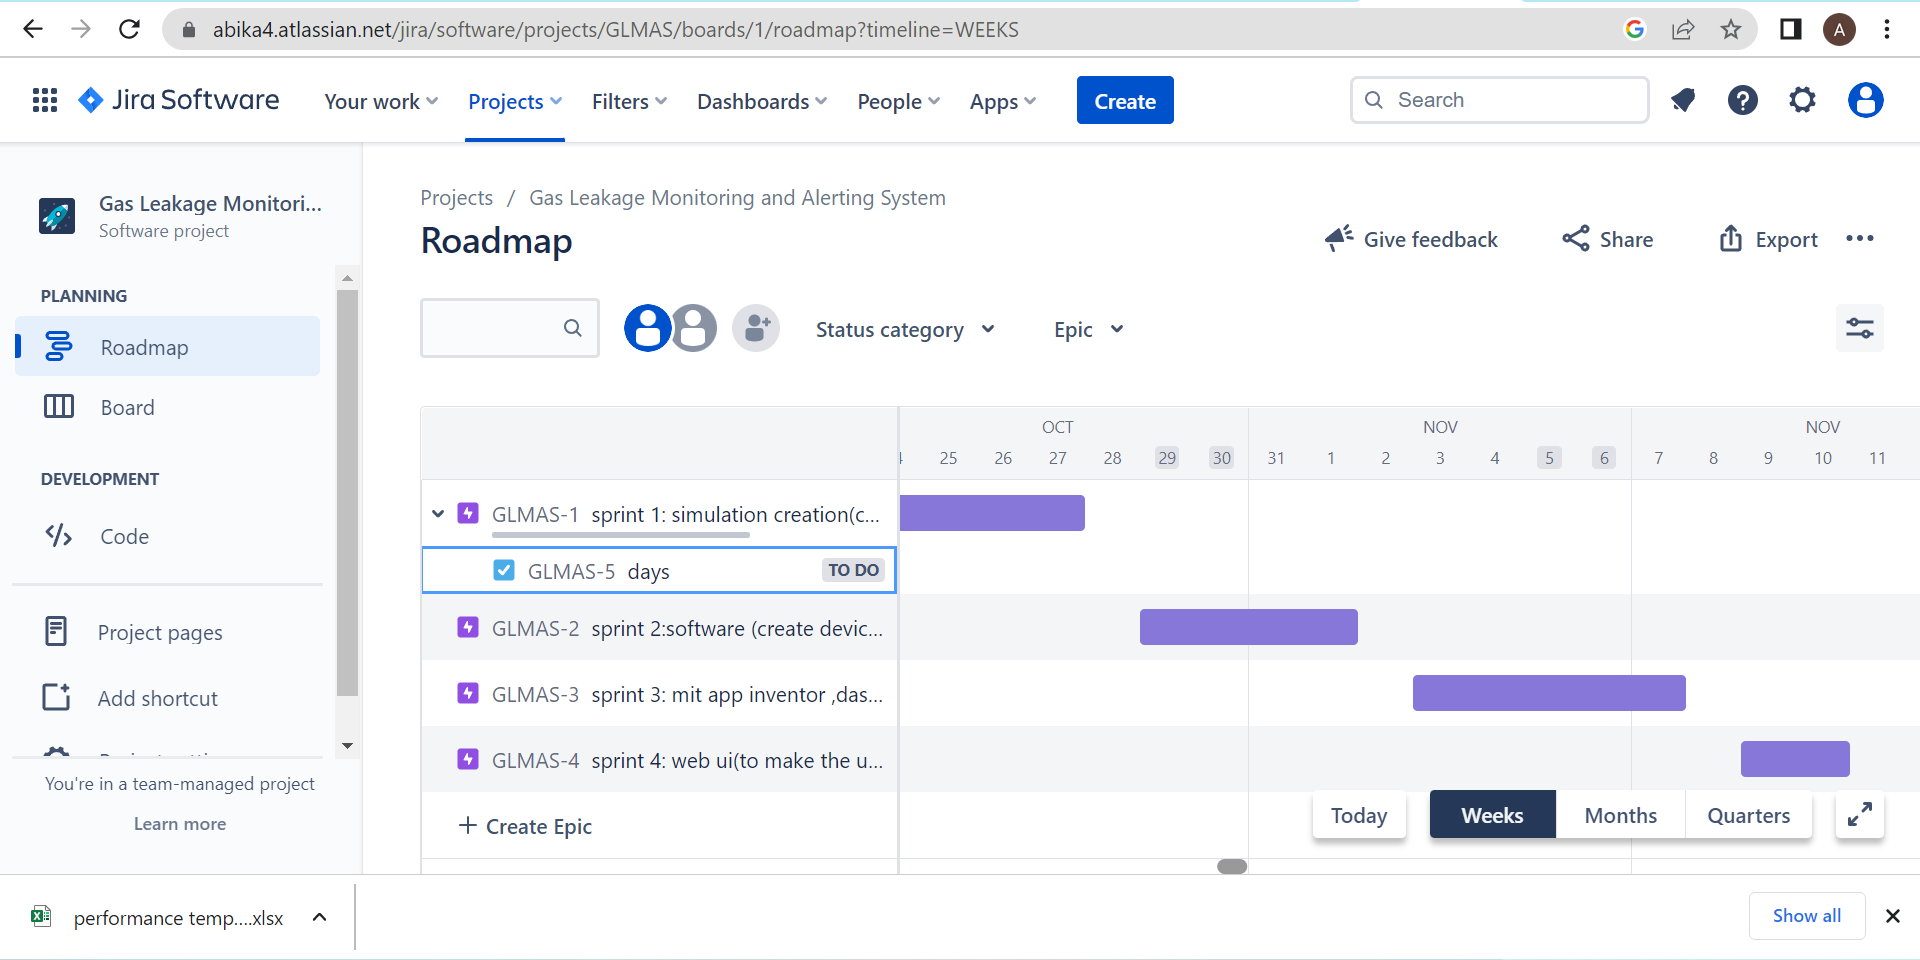 abika4.atlassian.net/jira/software/projects/GLMAS/boards/1/roadmap?timeline=WEEKS
A
Jira Software Your work Projects Filters Dashboards People Apps Create Search
Gas Leakage Monitori...
Software project
PLANNING
Roadmap
Board
DEVELOPMENT
Code
Project pages
Add shortcut
You're in a team-managed project
Learn more
Projects / Gas Leakage Monitoring and Alerting System
Roadmap
Give feedback Share Export
Status category Epic
OCT NOV NOV
25 26 27 28 29 30 31 1 2 3 4 5 6 7 8 9 10 11
GLMAS-1 sprint 1: simulation creation(c...
GLMAS-5 days TO DO
GLMAS-2 sprint 2:software (create devic...
GLMAS-3 sprint 3: mit app inventor ,das...
GLMAS-4 sprint 4: web ui(to make the u...
+ Create Epic
Today Weeks Months Quarters
performance temp....xlsx
Show all